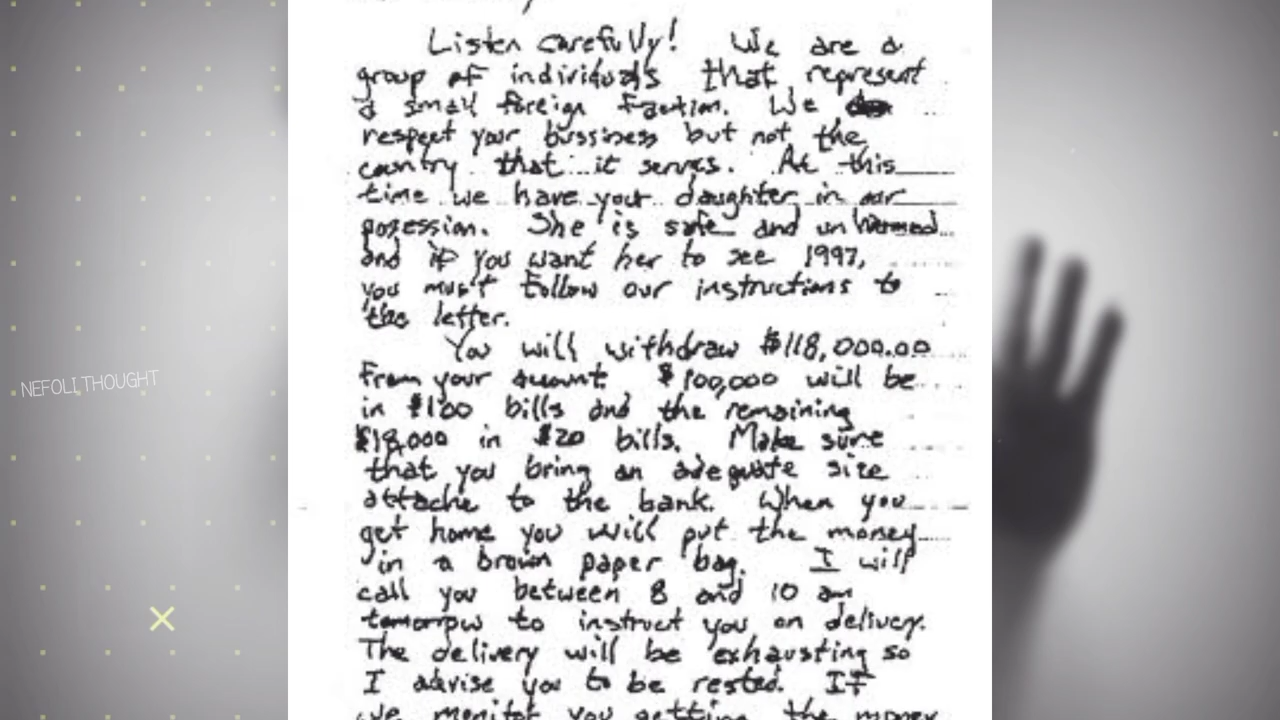 Listen carefully! We are a
group of individuals that represent
a small foreign faction. We
respect your bussiness but not the
country that it serves. At this
time we have your daughter in our
posession. She is safe and unharmed
and if you want her to see 1997,
you must follow our instructions to
the letter.
You will withdraw $118,000.00
from your account. $100,000 will be
in $100 bills and the remaining
$18,000 in $20 bills. Make sure
that you bring an adequate size
attache to the bank. When you
get home you will put the money
in a brown paper bag. I will
call you between 8 and 10 am
tomorrow to instruct you on delivery.
The delivery will be exhausting so
I advise you to be rested. If
we monitor you getting the money
NEFOLI THOUGHT